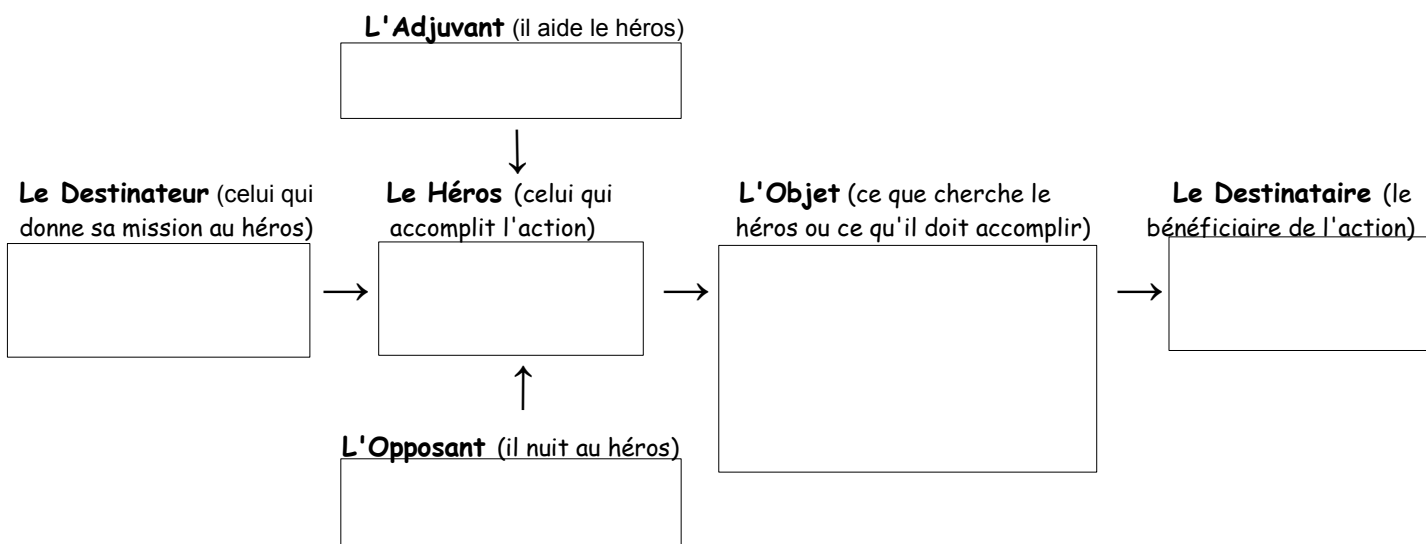 L'Adjuvant (il aide le héros)
Le Destinateur (celui qui
donne sa mission au héros)
Le Héros (celui qui
accomplit l'action)
L'Objet (ce que cherche le
héros ou ce qu'il doit accomplir)
Le Destinataire (le
bénéficiaire de l'action)
L'Opposant (il nuit au héros)